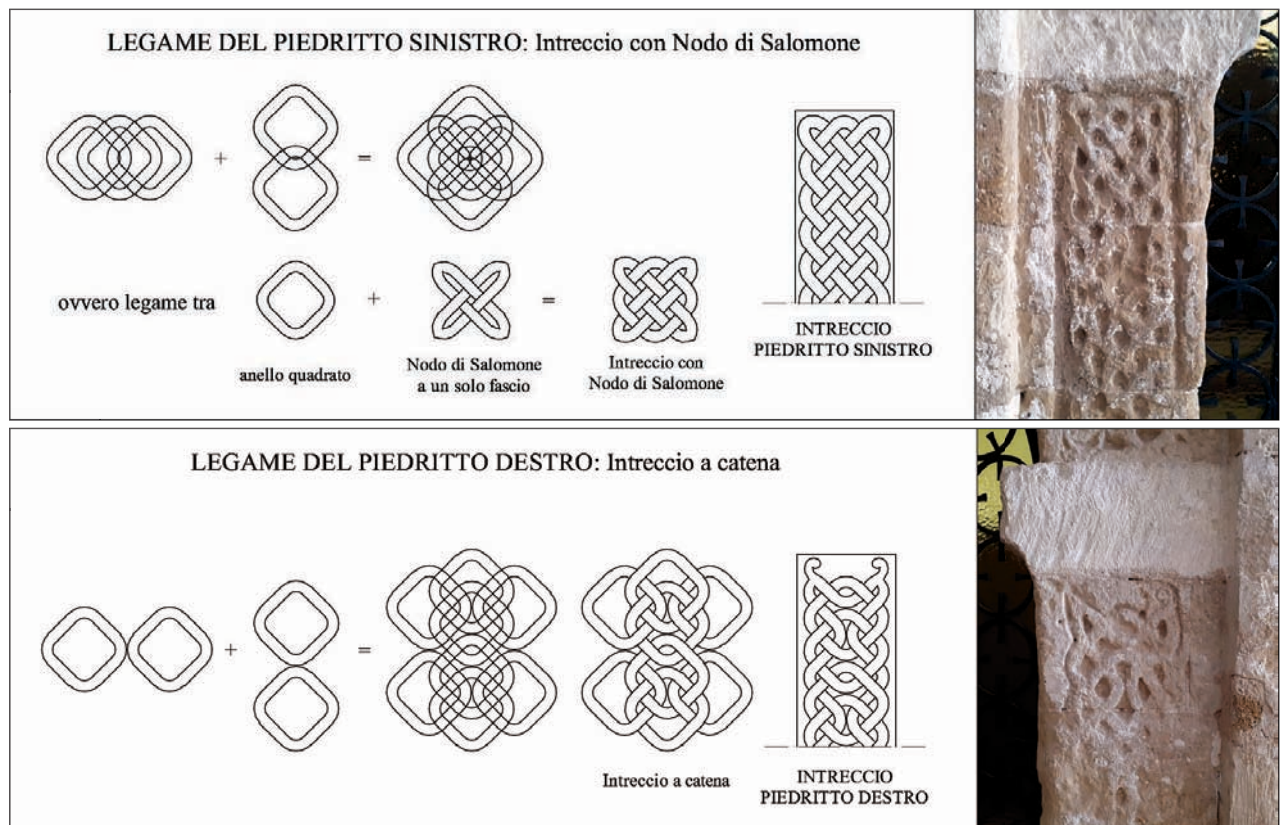 LEGAME DEL PIEDRITTO SINISTRO: Intreccio con Nodo di Salomone
+
=
ovvero legame tra
+
=
anello quadrato
Nodo di Salomone
a un solo fascio
Intreccio con
Nodo di Salomone
INTRECCIO
PIEDRITTO SINISTRO
LEGAME DEL PIEDRITTO DESTRO: Intreccio a catena
+
=
Intreccio a catena
INTRECCIO
PIEDRITTO DESTRO